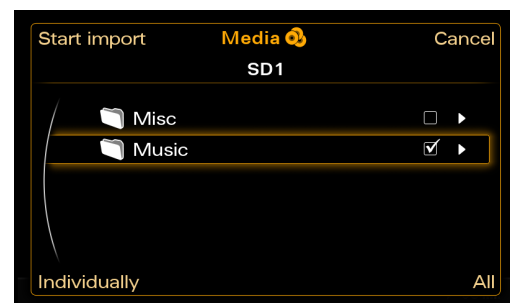 Start import Media Cancel
SD1
Misc
Music
Individually All